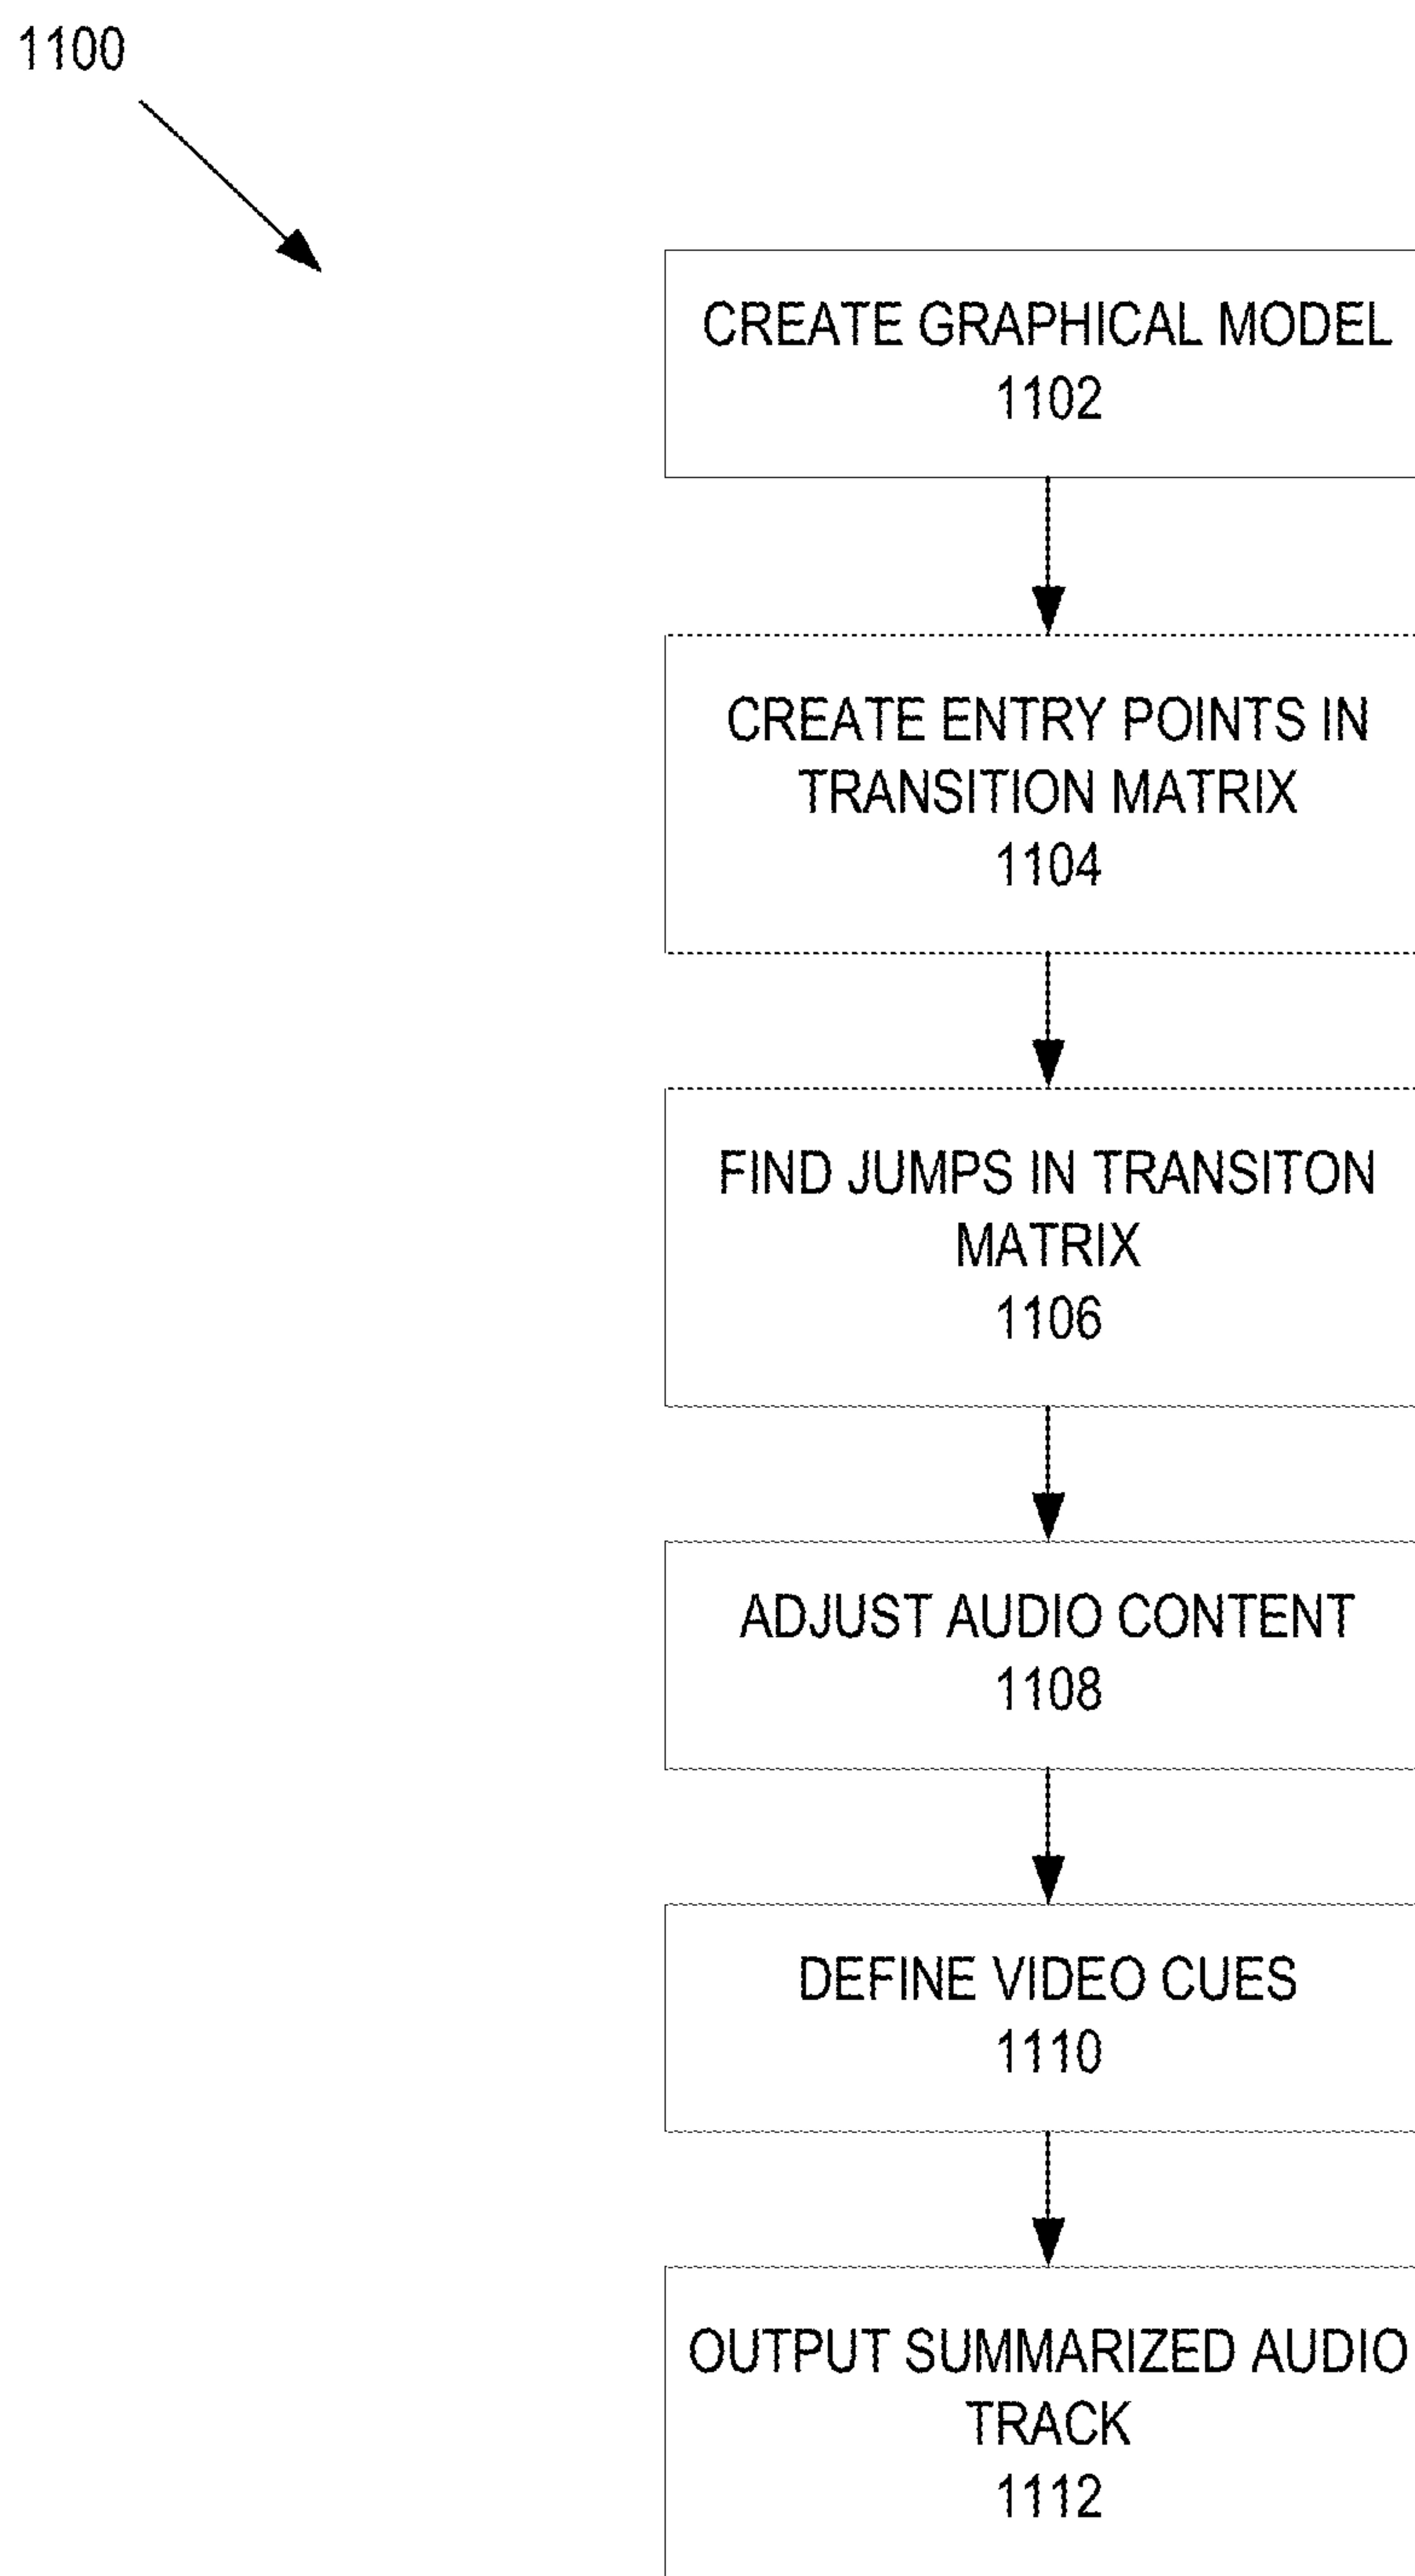 1100
CREATE GRAPHICAL MODEL
1102
CREATE ENTRY POINTS IN
TRANSITION MATRIX
1104
FIND JUMPS IN TRANSITON
MATRIX
1106
ADJUST AUDIO CONTENT
1108
DEFINE VIDEO CUES
1110
OUTPUT SUMMARIZED AUDIO
TRACK
1112